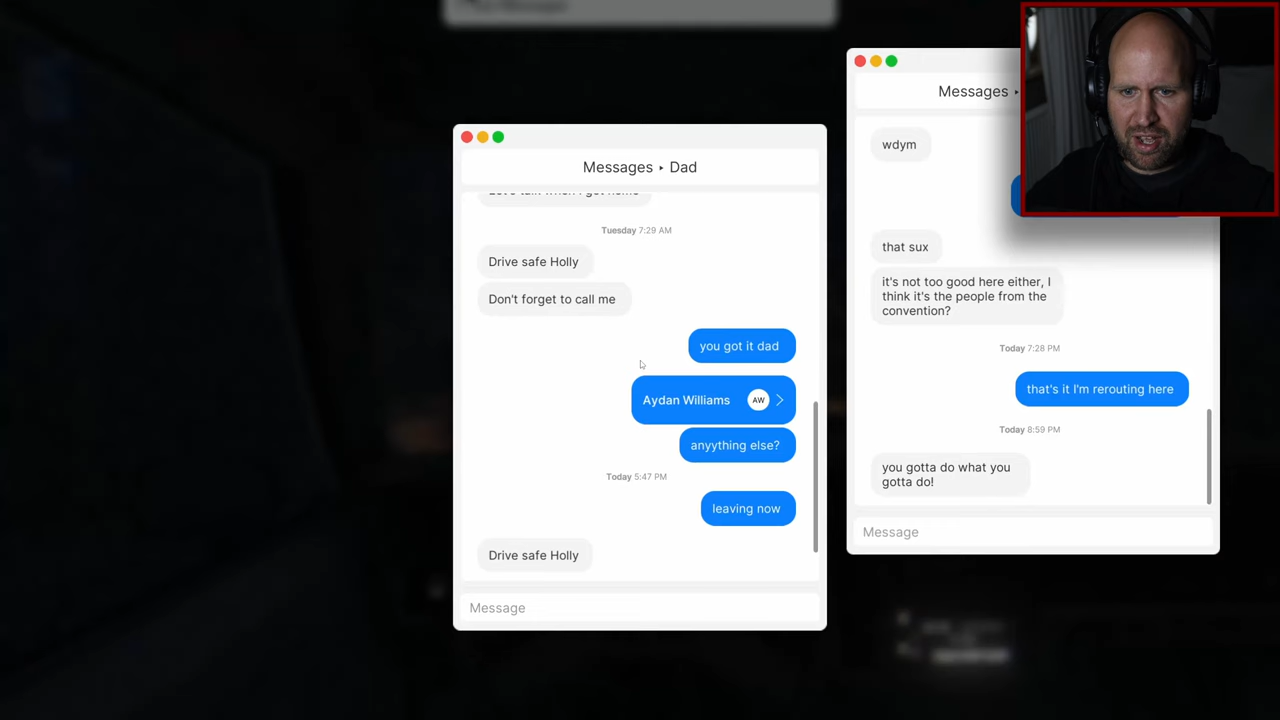 Messages ▸ Dad
Tuesday 7:29 AM
Drive safe Holly
Don't forget to call me
you got it dad
Aydan Williams AW
anyything else?
Today 5:47 PM
leaving now
Drive safe Holly
Message
Messages ▸
wdym
that sux
it's not too good here either, I
think it's the people from the
convention?
Today 7:28 PM
that's it I'm rerouting here
Today 8:59 PM
you gotta do what you
gotta do!
Message